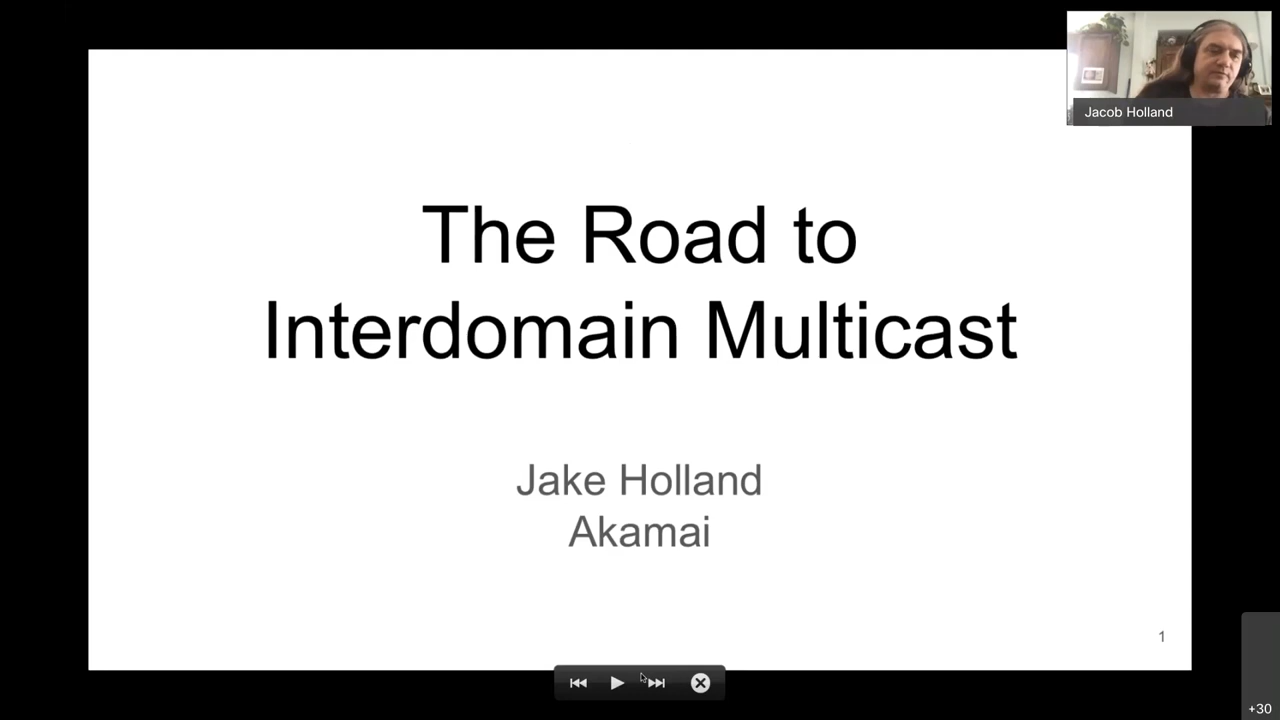 Jacob Holland
The Road to
Interdomain Multicast
Jake Holland
Akamai
1
+30